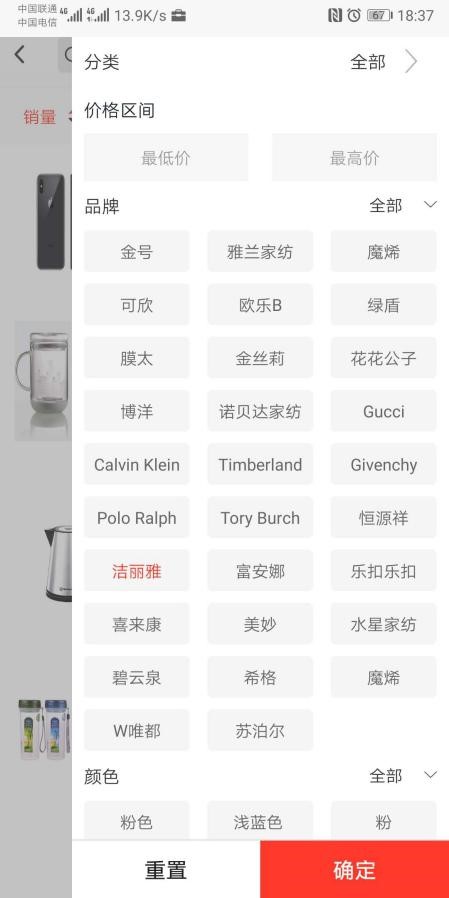 中国联通 4G 4G 13.9K/s 67 18:37
中国电信
分类 全部
销量
价格区间
最低价 最高价
品牌 全部
金号 雅兰家纺 魔烯
可欣 欧乐B 绿盾
膜太 金丝莉 花花公子
博洋 诺贝达家纺 Gucci
Calvin Klein Timberland Givenchy
Polo Ralph Tory Burch 恒源祥
洁丽雅 富安娜 乐扣乐扣
喜来康 美妙 水星家纺
碧云泉 希格 魔烯
W唯都 苏泊尔
颜色 全部
粉色 浅蓝色 粉
重置 确定